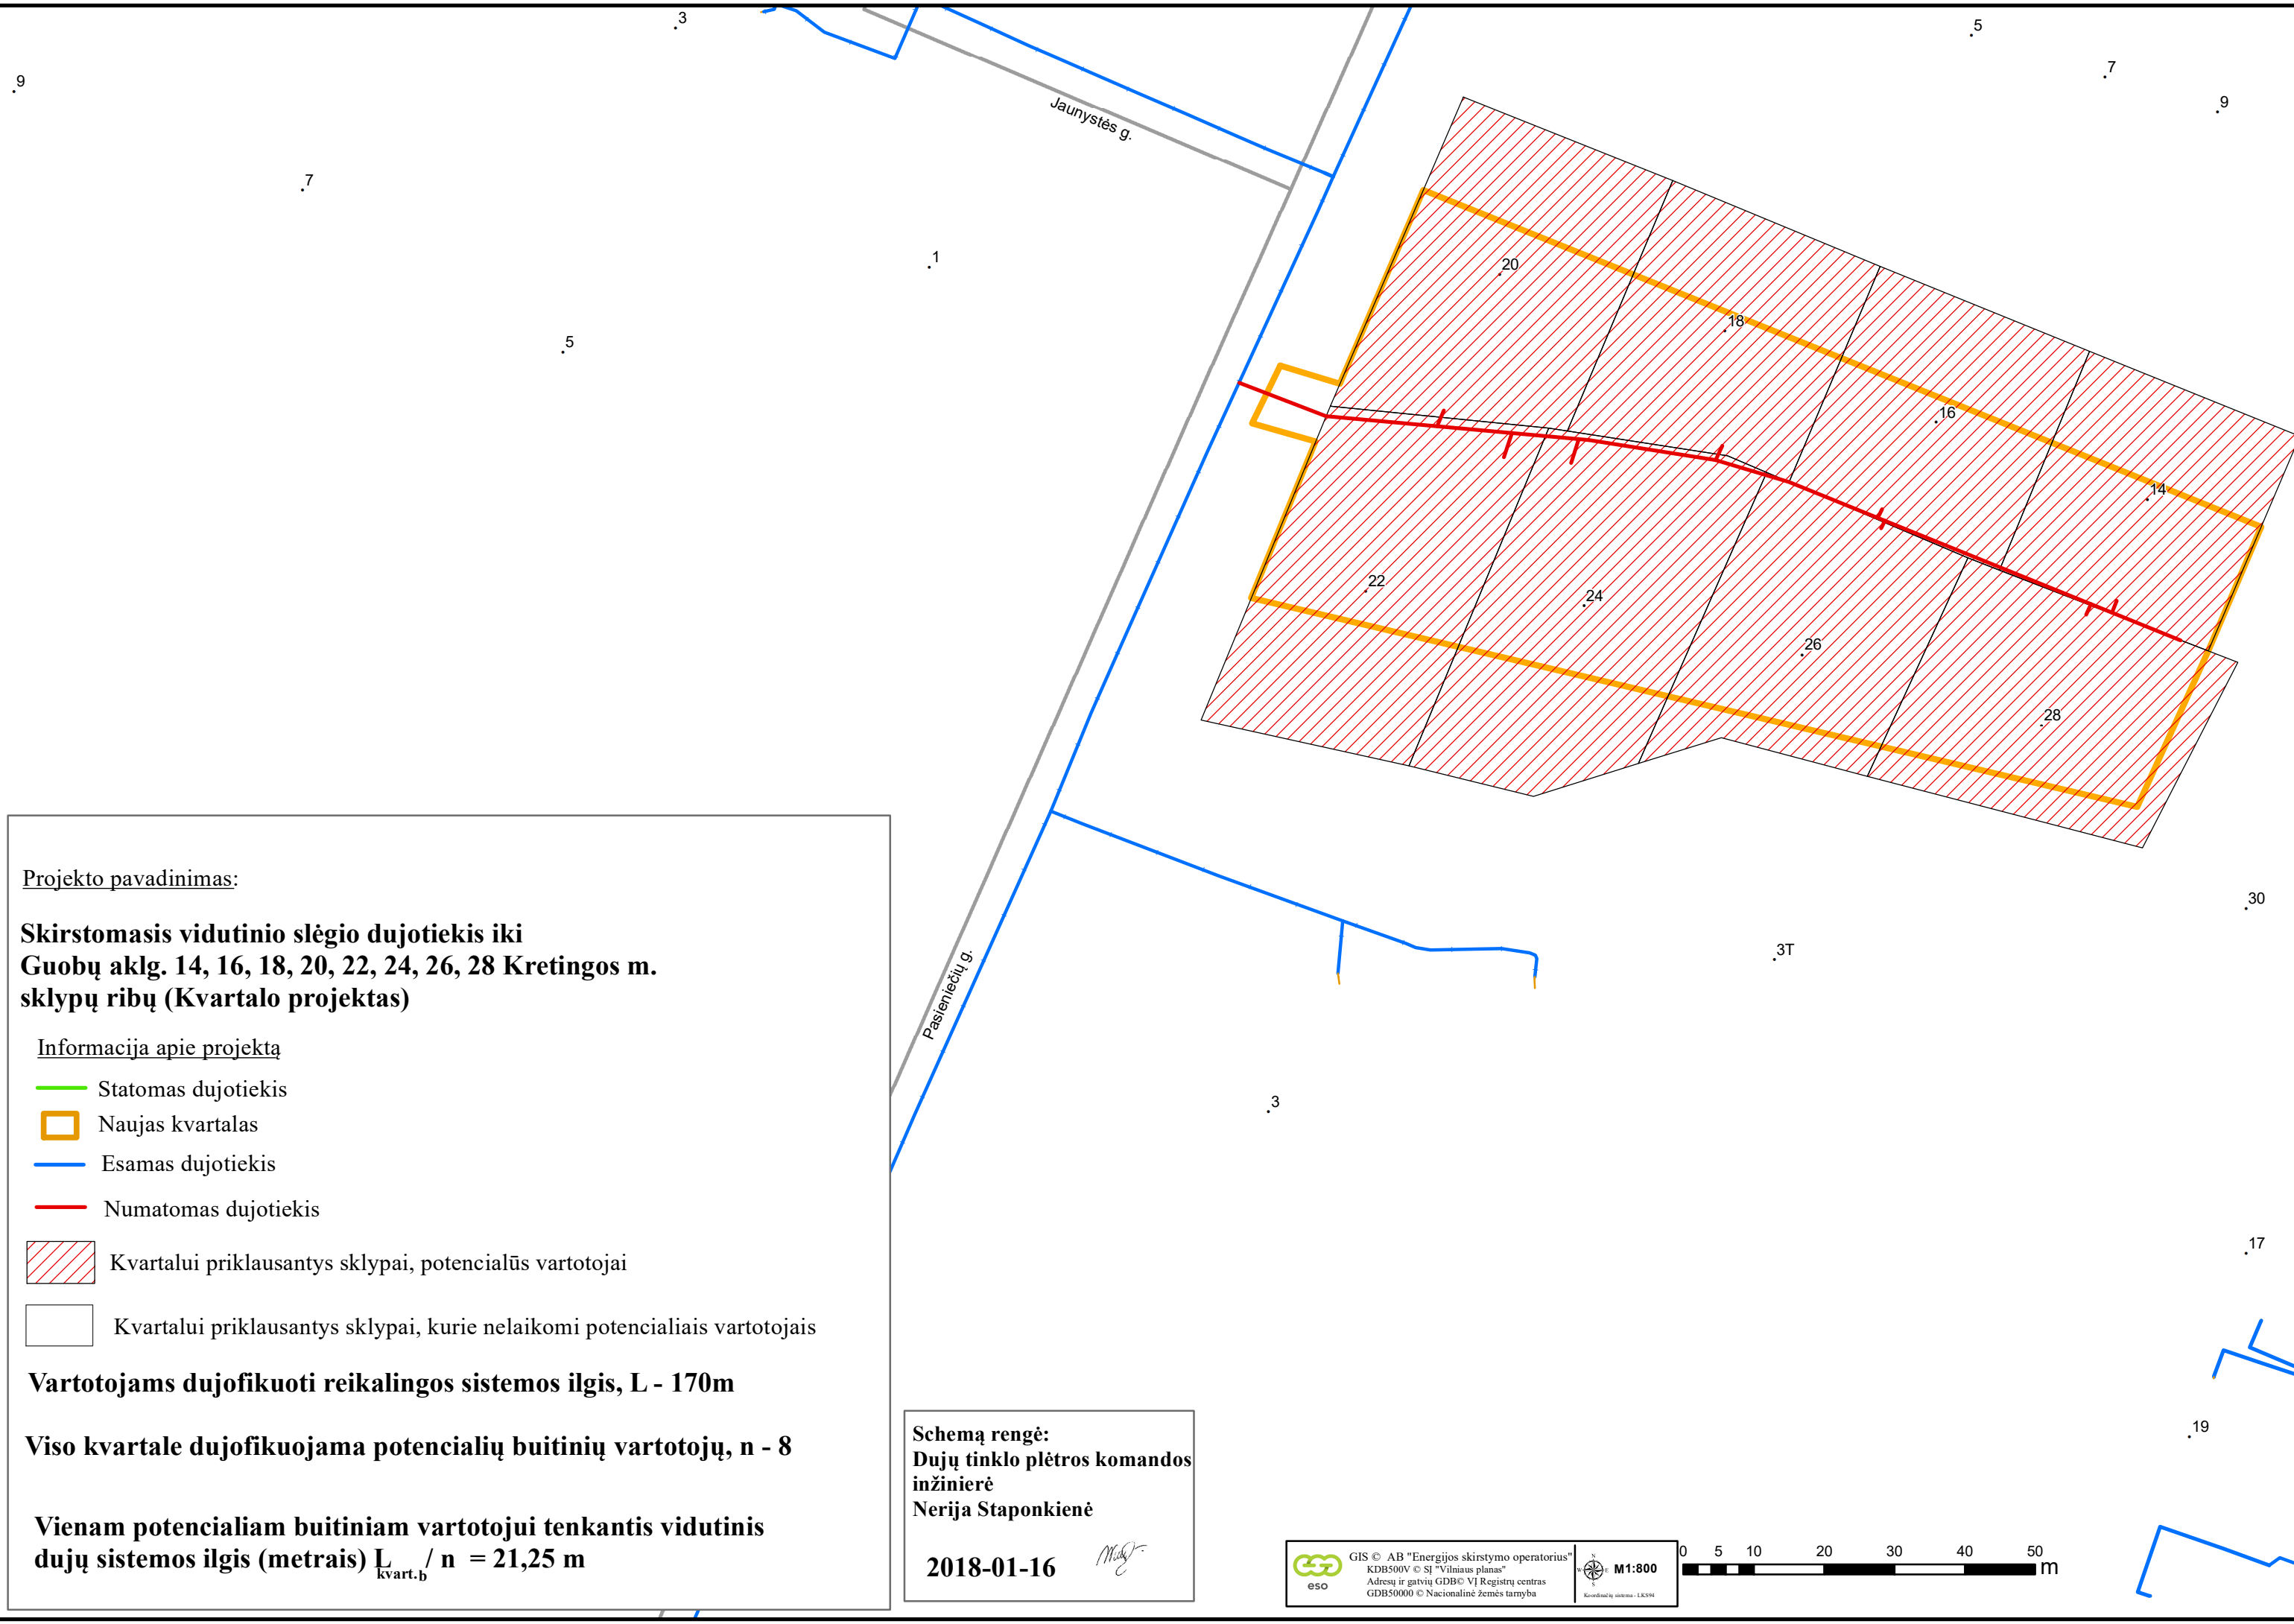 3
5
9
7
9
Jaunystės g.
7
1
20
5
18
16
14
22
24
26
28
30
3T
Pasieniečių g.
3
17
19
Projekto pavadinimas:
Skirstomasis vidutinio slėgio dujotiekis iki
Guobų aklg. 14, 16, 18, 20, 22, 24, 26, 28 Kretingos m.
sklypų ribų (Kvartalo projektas)
Informacija apie projektą
Statomas dujotiekis
Naujas kvartalas
Esamas dujotiekis
Numatomas dujotiekis
Kvartalui priklausantys sklypai, potencialūs vartotojai
Kvartalui priklausantys sklypai, kurie nelaikomi potencialiais vartotojais
Vartotojams dujofikuoti reikalingos sistemos ilgis, L - 170m
Viso kvartale dujofikuojama potencialių buitinių vartotojų, n - 8
Vienam potencialiam buitiniam vartotojui tenkantis vidutinis
dujų sistemos ilgis (metrais) L kvart.b / n = 21,25 m
Schemą rengė:
Dujų tinklo plėtros komandos
inžinierė
Nerija Staponkienė
2018-01-16
eso
GIS © AB "Energijos skirstymo operatorius"
KDB500V © SĮ "Vilniaus planas"
Adresų ir gatvių GDB© VĮ Registrų centras
GDB50000 © Nacionalinė žemės tarnyba
N
W E
S
M1:800
Koordinačių sistema - LKS94
0 5 10 20 30 40 50
m